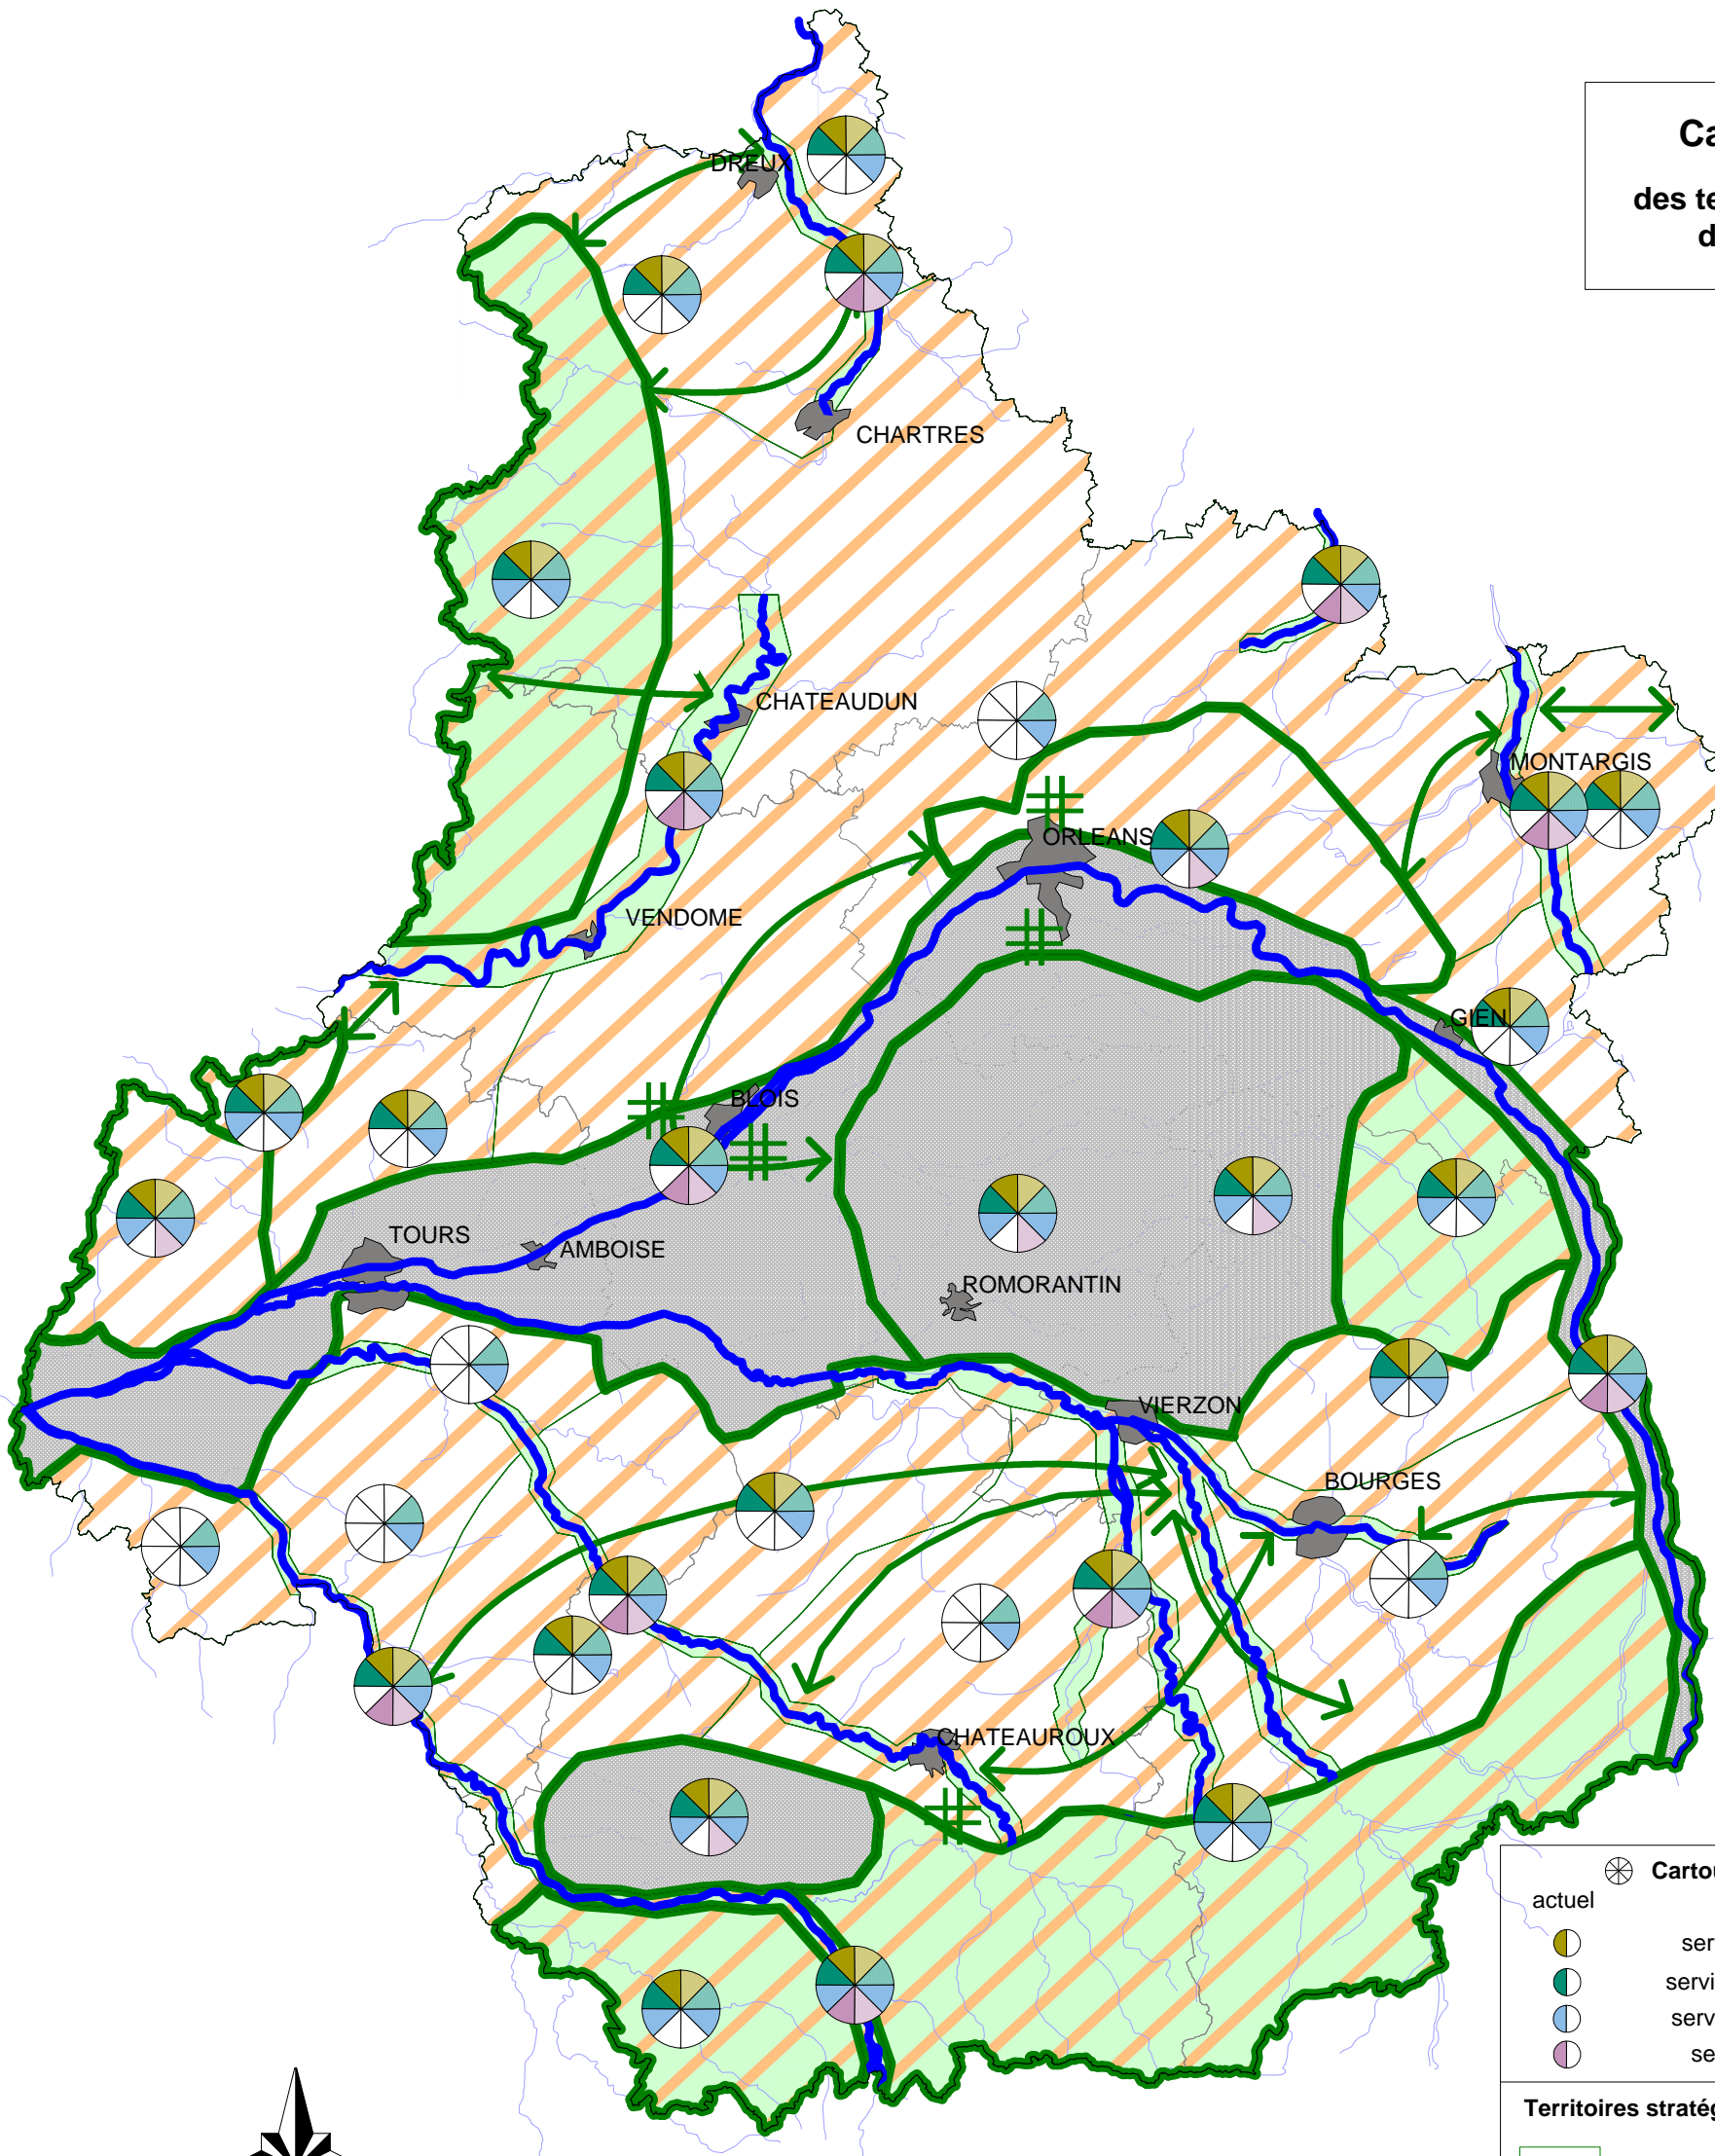 Ca
des te
d
DREUX
CHARTRES
CHATEAUDUN
MONTARGIS
ORLEANS
VENDOME
GIEN
BLOIS
TOURS
AMBOISE
ROMORANTIN
VIERZON
BOURGES
CHATEAUROUX
Cartou
actuel
ser
servi
serv
se
Territoires stratég